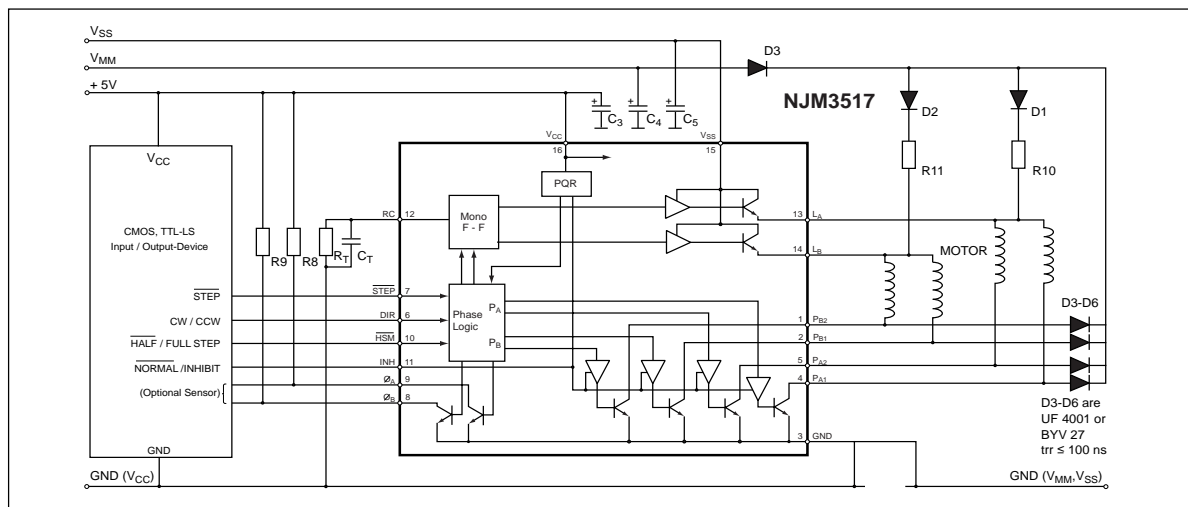 VSS
VMM
+ 5V
D3
NJM3517
D2
D1
R11
R10
+
C3
+
C4
+
C5
VCC
16
VSS
15
VCC
PQR
CMOS, TTL-LS
Input / Output-Device
R9
R8
RT
CT
RC
12
Mono
F - F
13
LA
14
LB
MOTOR
STEP
STEP
7
CW / CCW
DIR
6
HALF / FULL STEP
HSM
10
NORMAL /INHIBIT
INH
11
(Optional Sensor)
ØA
9
ØB
8
Phase
Logic
PA
PB
1
PB2
2
PB1
5
PA2
4
PA1
3
GND
D3-D6
D3-D6 are
UF 4001 or
BYV 27
trr ≤ 100 ns
GND
GND (VCC)
GND (VMM,VSS)